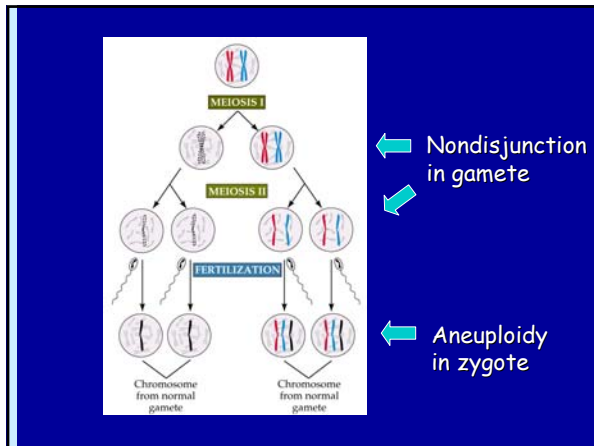 MEIOSIS I
Nondisjunction
in gamete
MEIOSIS II
FERTILIZATION
Aneuploidy
in zygote
Chromosome
from normal
gamete
Chromosome
from normal
gamete